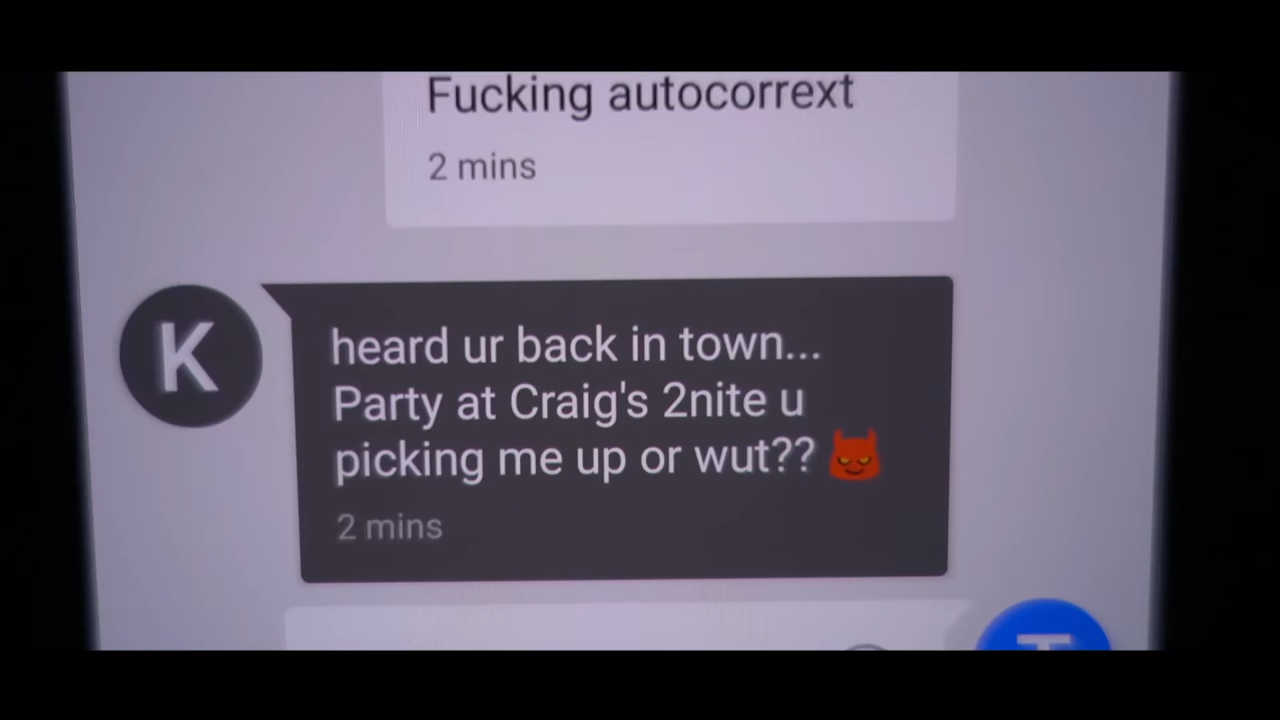 Fucking autocorrext
2 mins
K
heard ur back in town...
Party at Craig's 2nite u
picking me up or wut??
2 mins
T